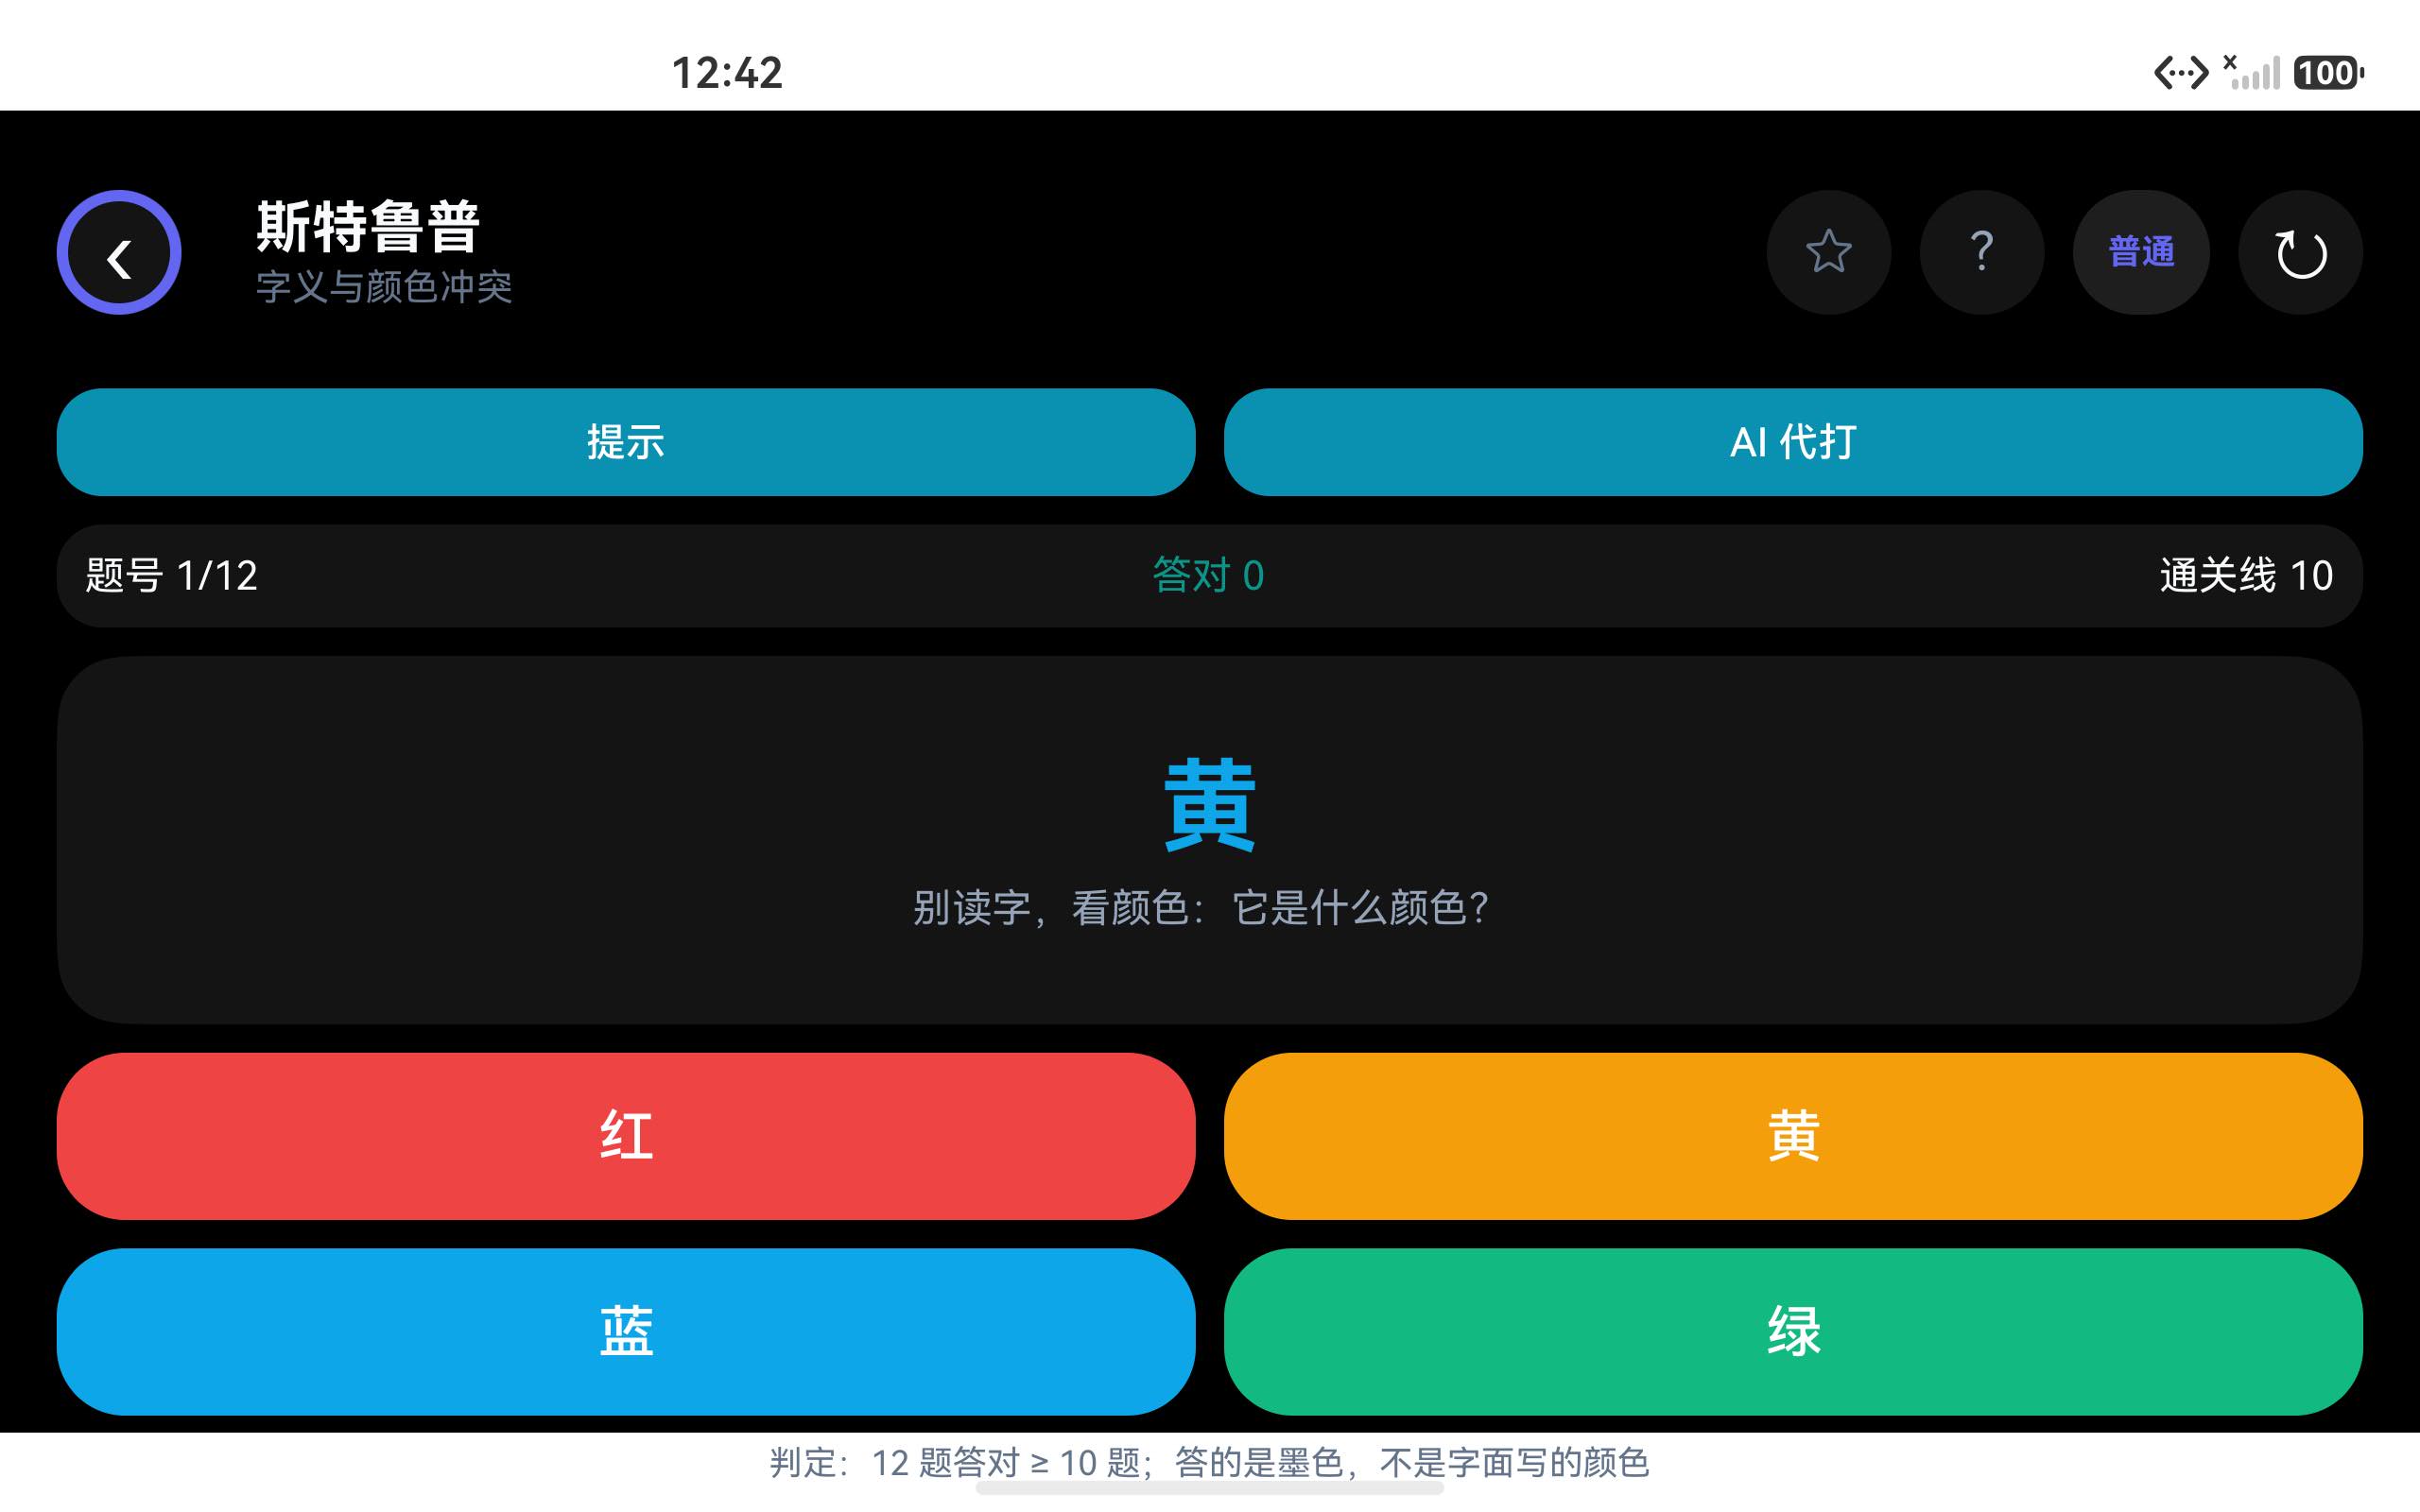 12:42
100
斯特鲁普
字义与颜色冲突
?
普通
提示
AI 代打
题号 1/12
答对 0
通关线 10
黄
别读字，看颜色：它是什么颜色？
红
黄
蓝
绿
判定：12 题答对 ≥ 10 题；答的是墨色，不是字面写的颜色